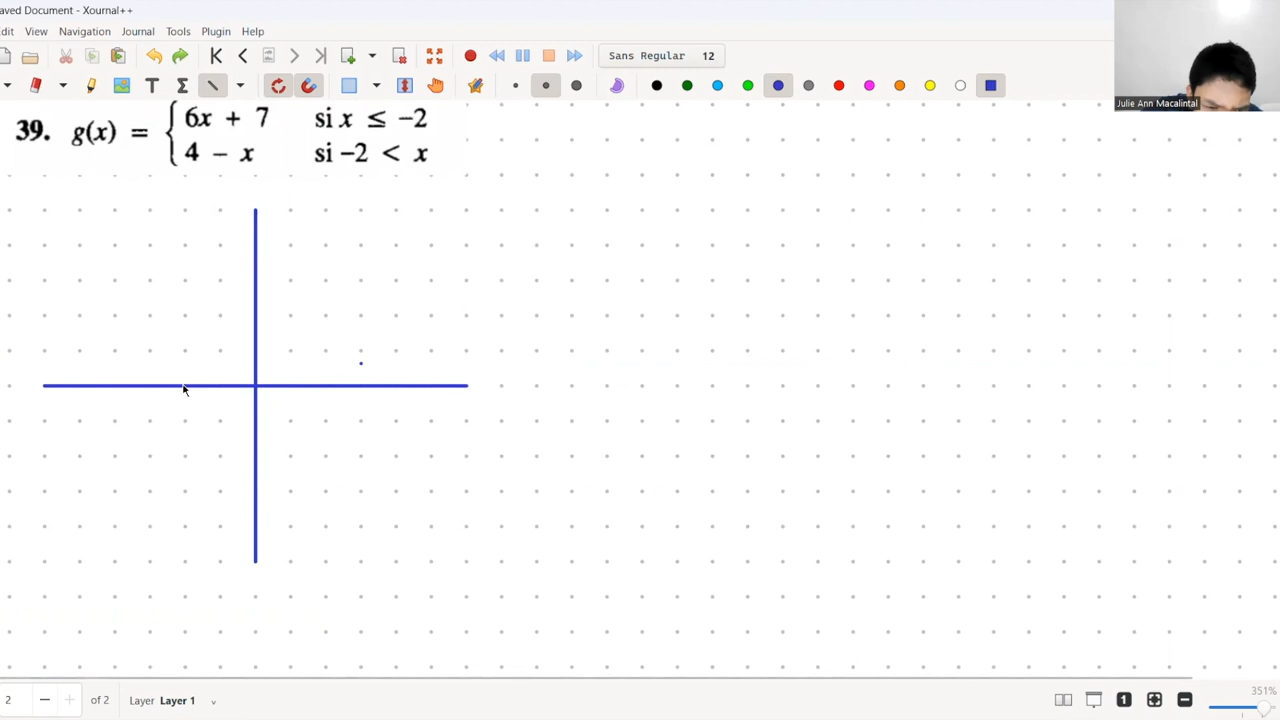 aved Document - Xournal++
Edit View Navigation Journal Tools Plugin Help
Sans Regular 12
Julie Ann Macalintal
39. g(x) = { 6x + 7 si x ≤ -2
4 - x si -2 < x
2 of 2 Layer Layer 1
351%